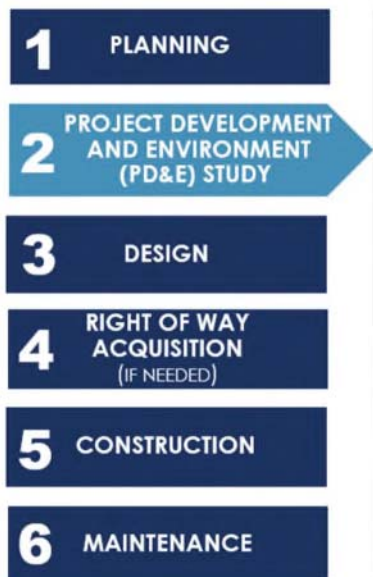 1 PLANNING
PROJECT DEVELOPMENT
2 AND ENVIRONMENT
(PD&E) STUDY
3 DESIGN
RIGHT OF WAY
4 ACQUISITION
(IF NEEDED)
5 CONSTRUCTION
6 MAINTENANCE